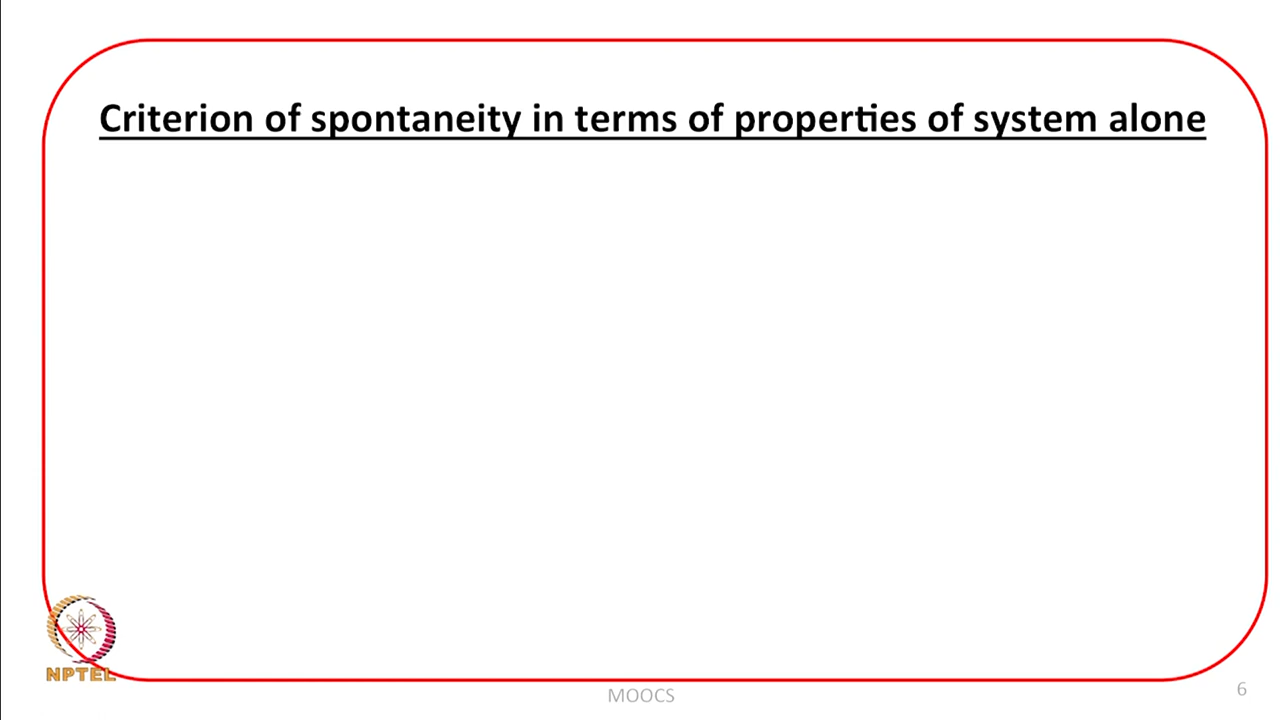 Criterion of spontaneity in terms of properties of system alone
NPTEL
MOOCS
6